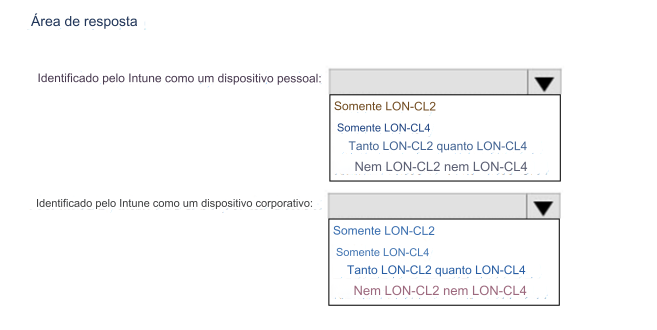 Área de resposta
Identificado pelo Intune como um dispositivo pessoal:
Somente LON-CL2
Somente LON-CL4
Tanto LON-CL2 quanto LON-CL4
Nem LON-CL2 nem LON-CL4
Identificado pelo Intune como um dispositivo corporativo:
Somente LON-CL2
Somente LON-CL4
Tanto LON-CL2 quanto LON-CL4
Nem LON-CL2 nem LON-CL4